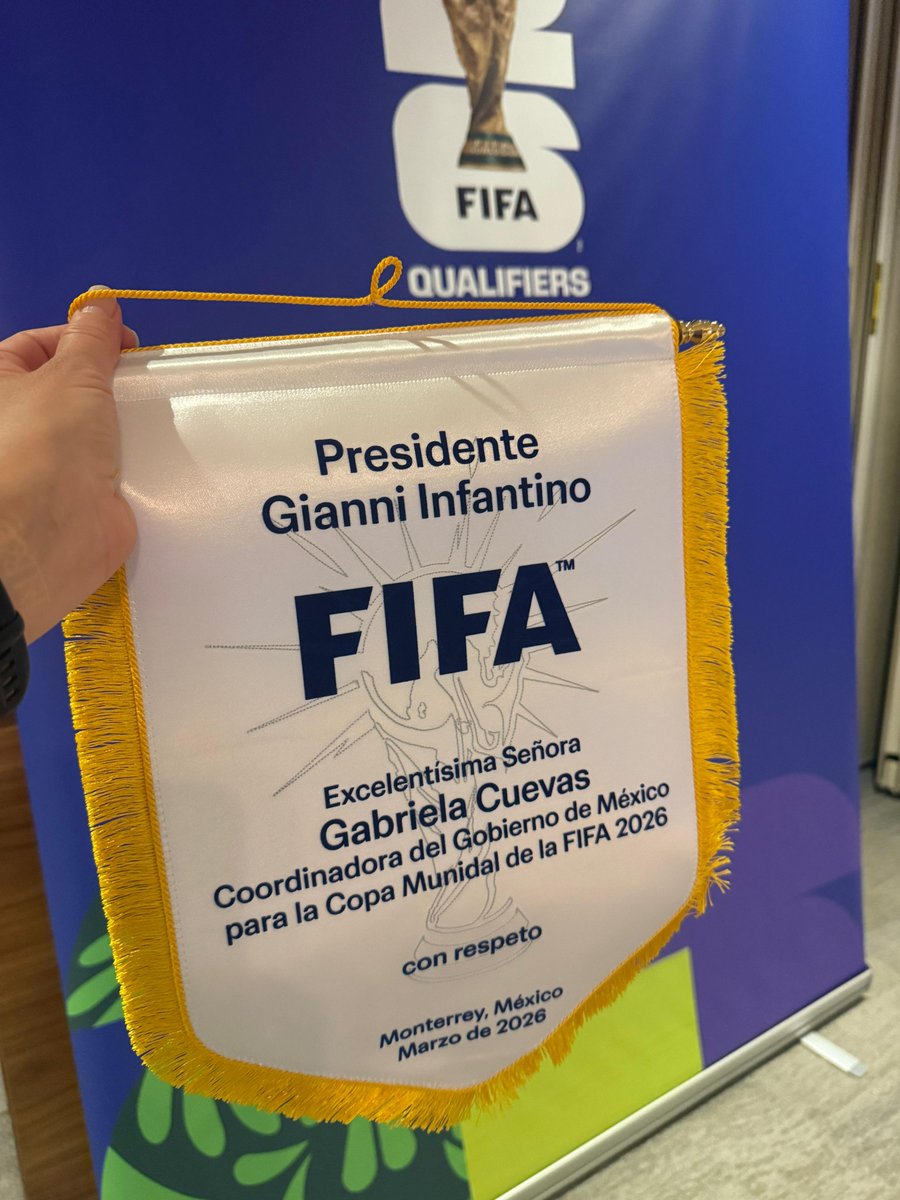 FIFA
QUALIFIERS
Presidente
Gianni Infantino
FIFA™
Excelentísima Señora
Gabriela Cuevas
Coordinadora del Gobierno de México
para la Copa Munidal de la FIFA 2026
con respeto
Monterrey, México
Marzo de 2026